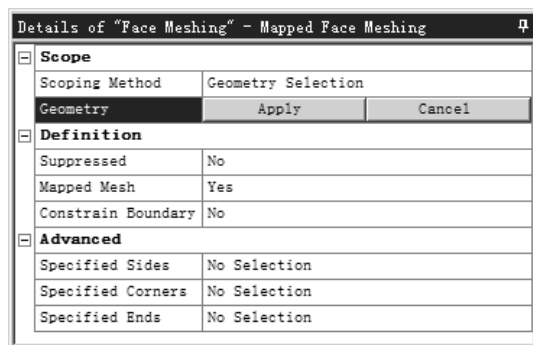 Details of "Face Meshing" - Mapped Face Meshing
Scope
Scoping Method Geometry Selection
Geometry Apply Cancel
Definition
Suppressed No
Mapped Mesh Yes
Constrain Boundary No
Advanced
Specified Sides No Selection
Specified Corners No Selection
Specified Ends No Selection